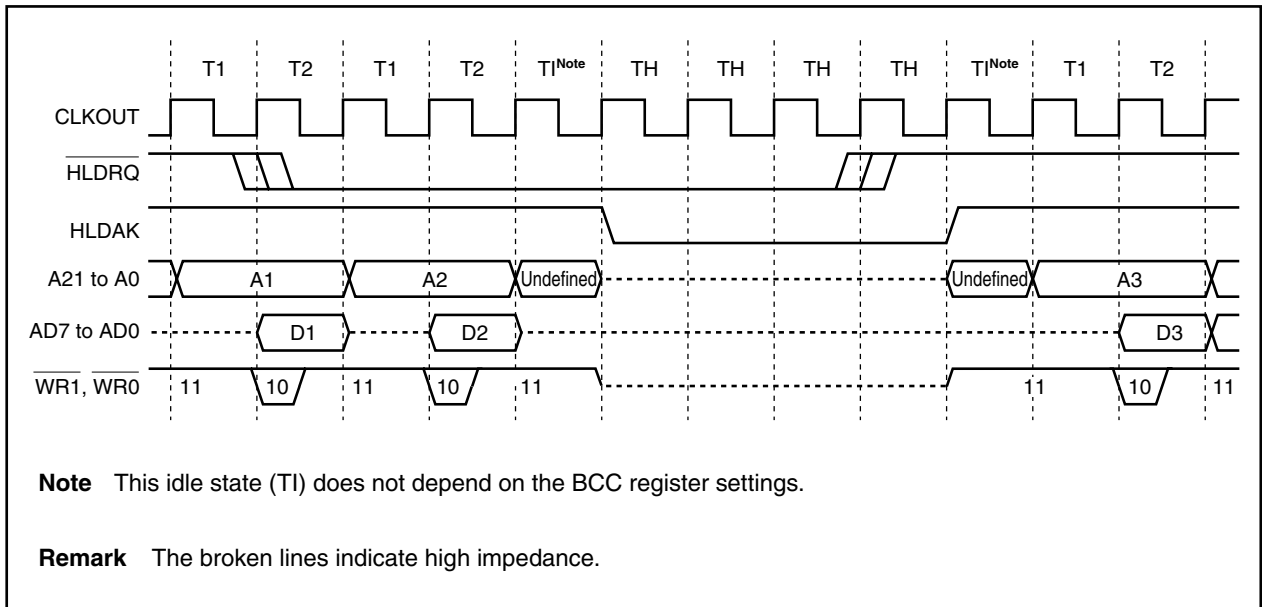 T1 T2 T1 T2 TINote TH TH TH TH TINote T1 T2
CLKOUT
HLDRQ
HLDAK
A21 to A0 A1 A2 Undefined Undefined A3
AD7 to AD0 D1 D2 D3
WR1, WR0 11 10 11 10 11 11 10 11
Note This idle state (TI) does not depend on the BCC register settings.
Remark The broken lines indicate high impedance.